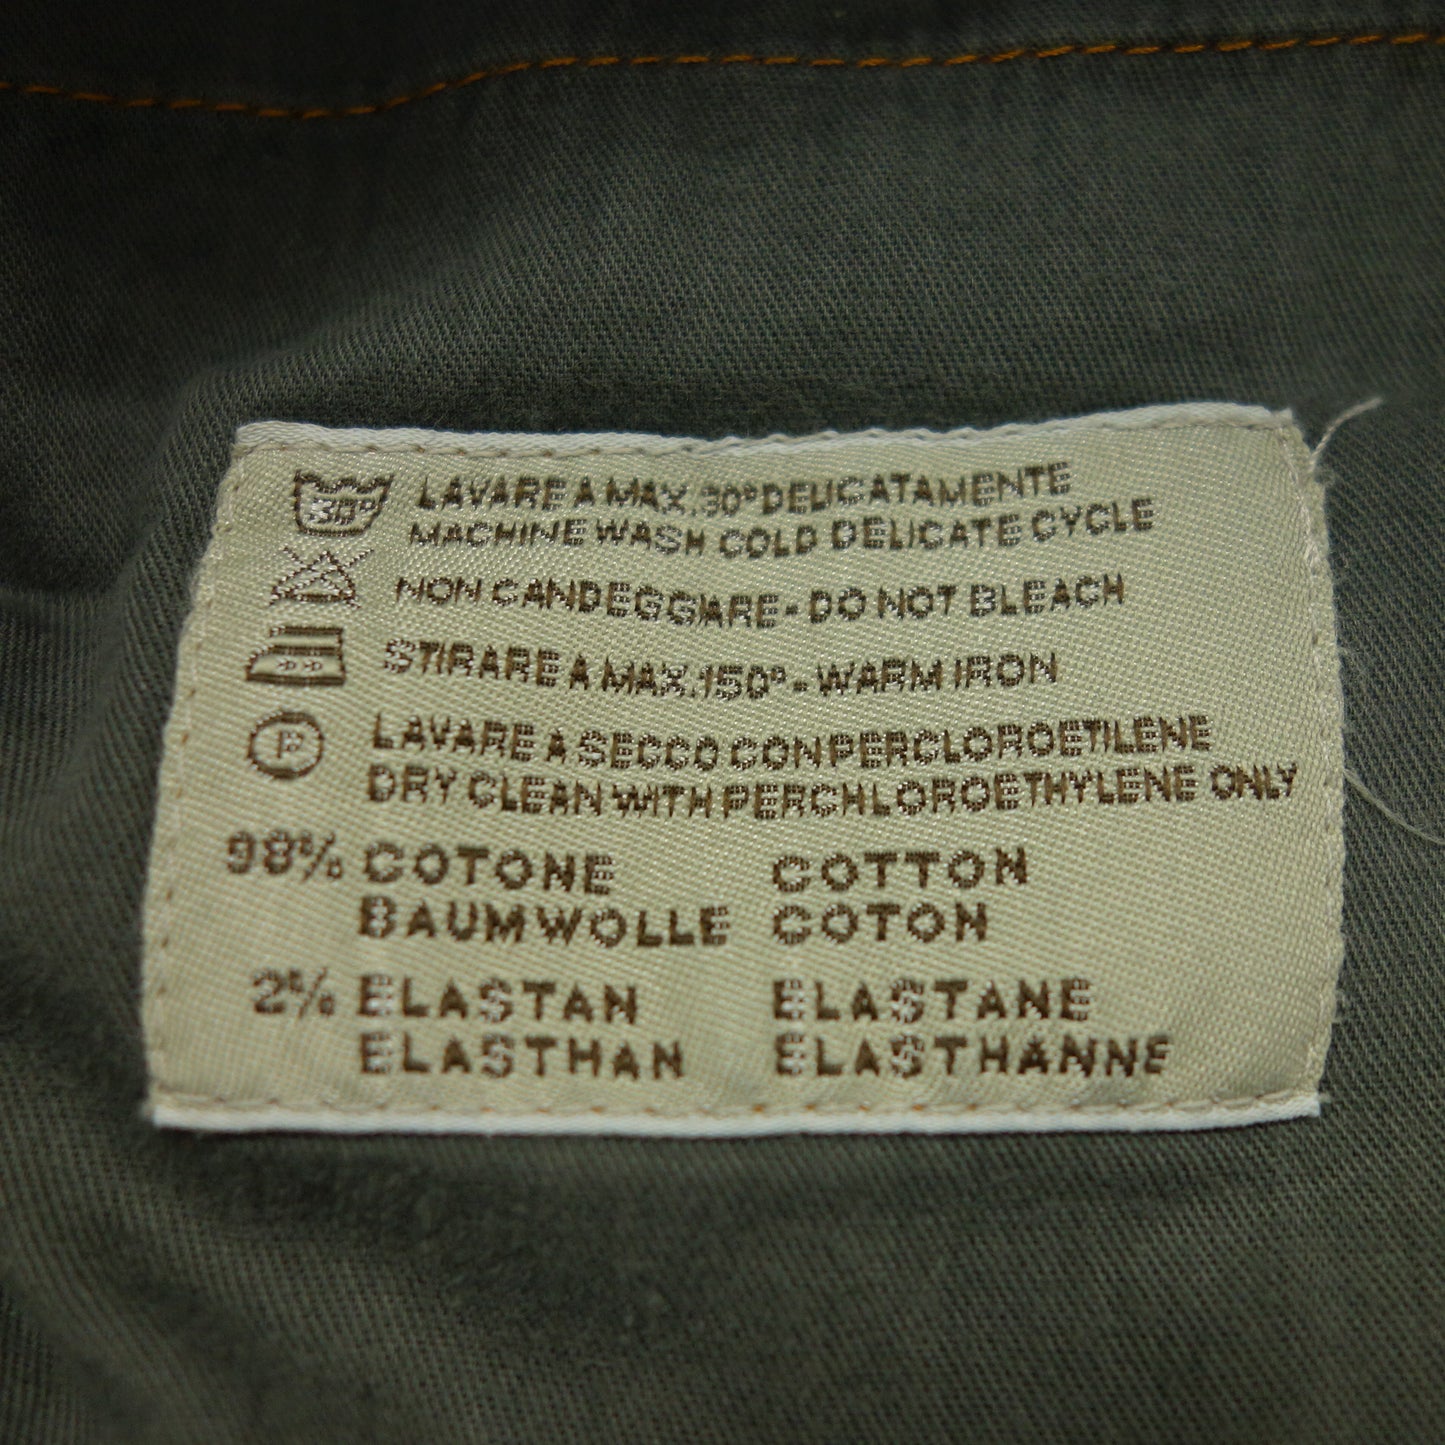 30° LAVARE A MAX.30° DELICATAMENTE
MACHINE WASH COLD DELICATE CYCLE
NON CANDEGGIARE - DO NOT BLEACH
STIRARE A MAX.150° - WARM IRON
P LAVARE A SECCO CON PERCLOROETILENE
DRY CLEAN WITH PERCHLOROETHYLENE ONLY
98% COTONE COTTON
BAUMWOLLE COTON
2% ELASTAN ELASTANE
ELASTHAN ELASTHANNE